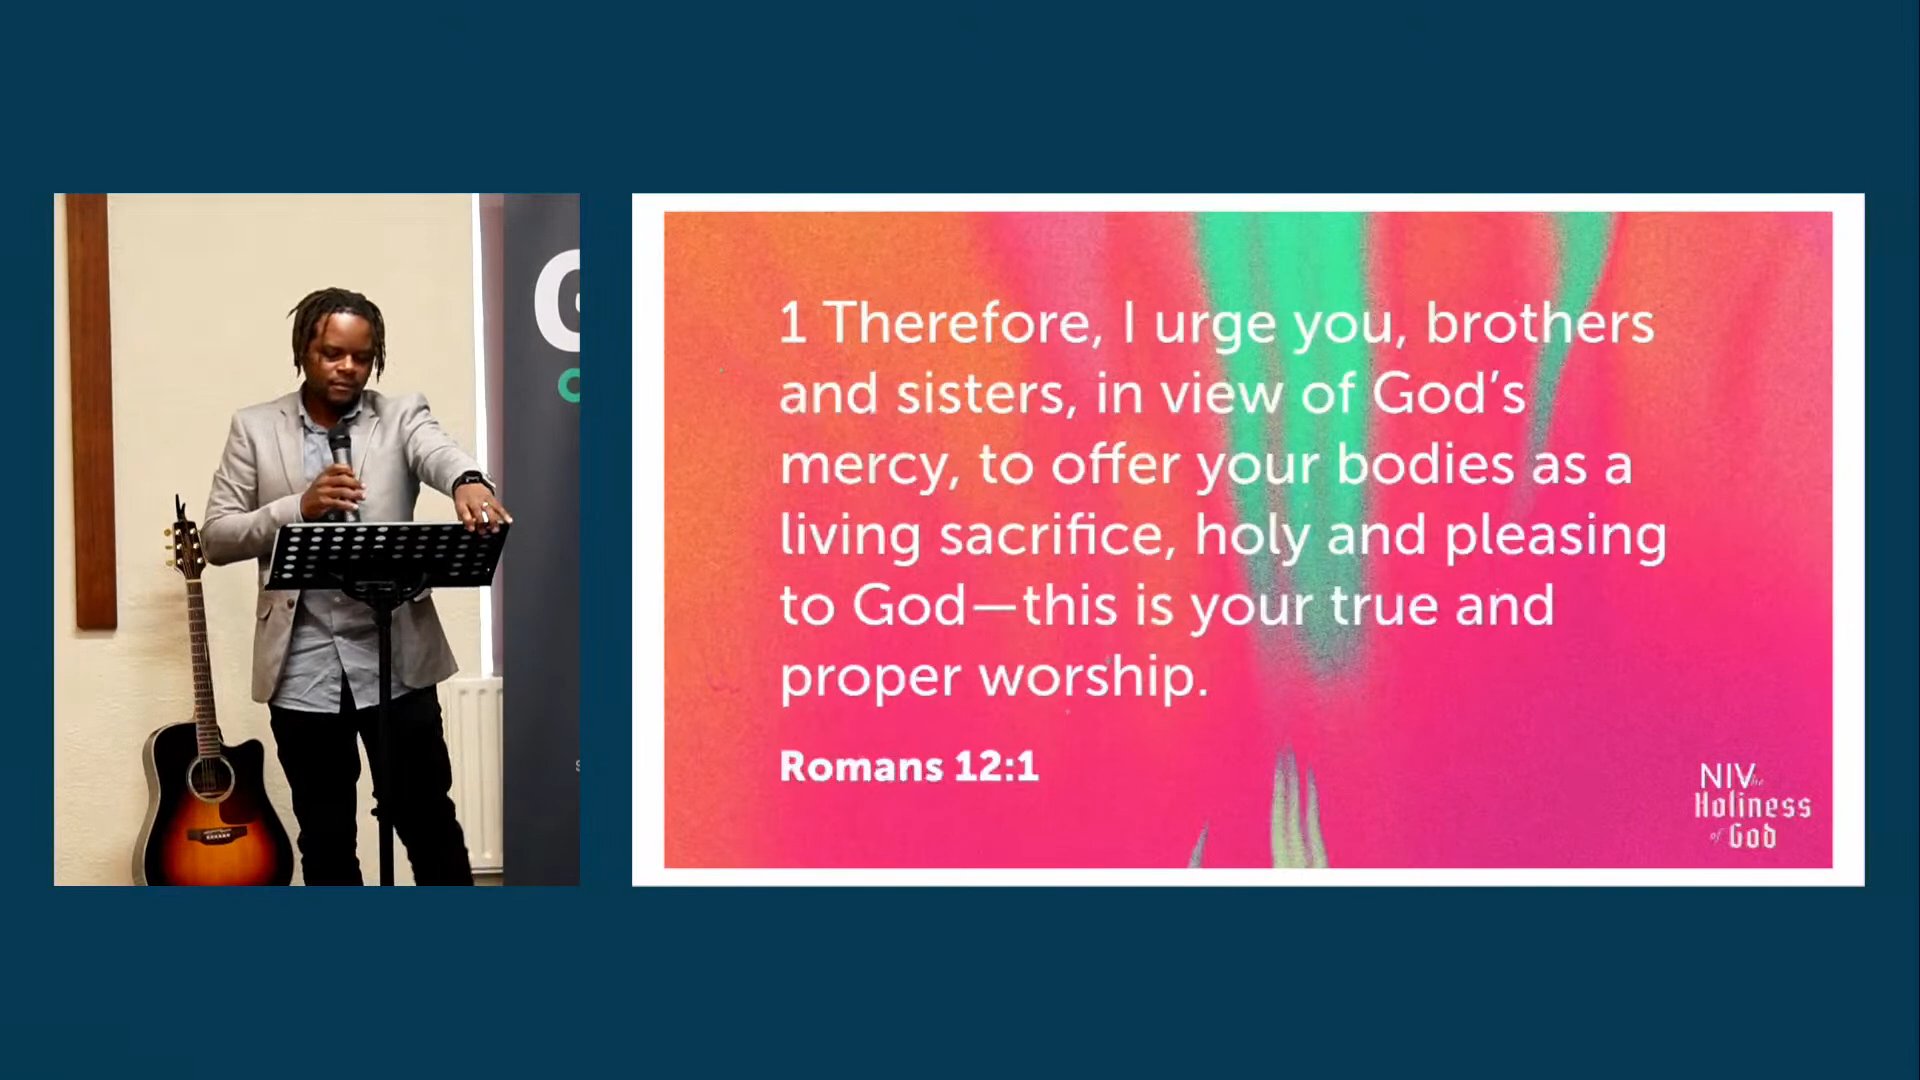 1 Therefore, I urge you, brothers
and sisters, in view of God’s
mercy, to offer your bodies as a
living sacrifice, holy and pleasing
to God—this is your true and
proper worship.
Romans 12:1
NIV
Holiness
of God